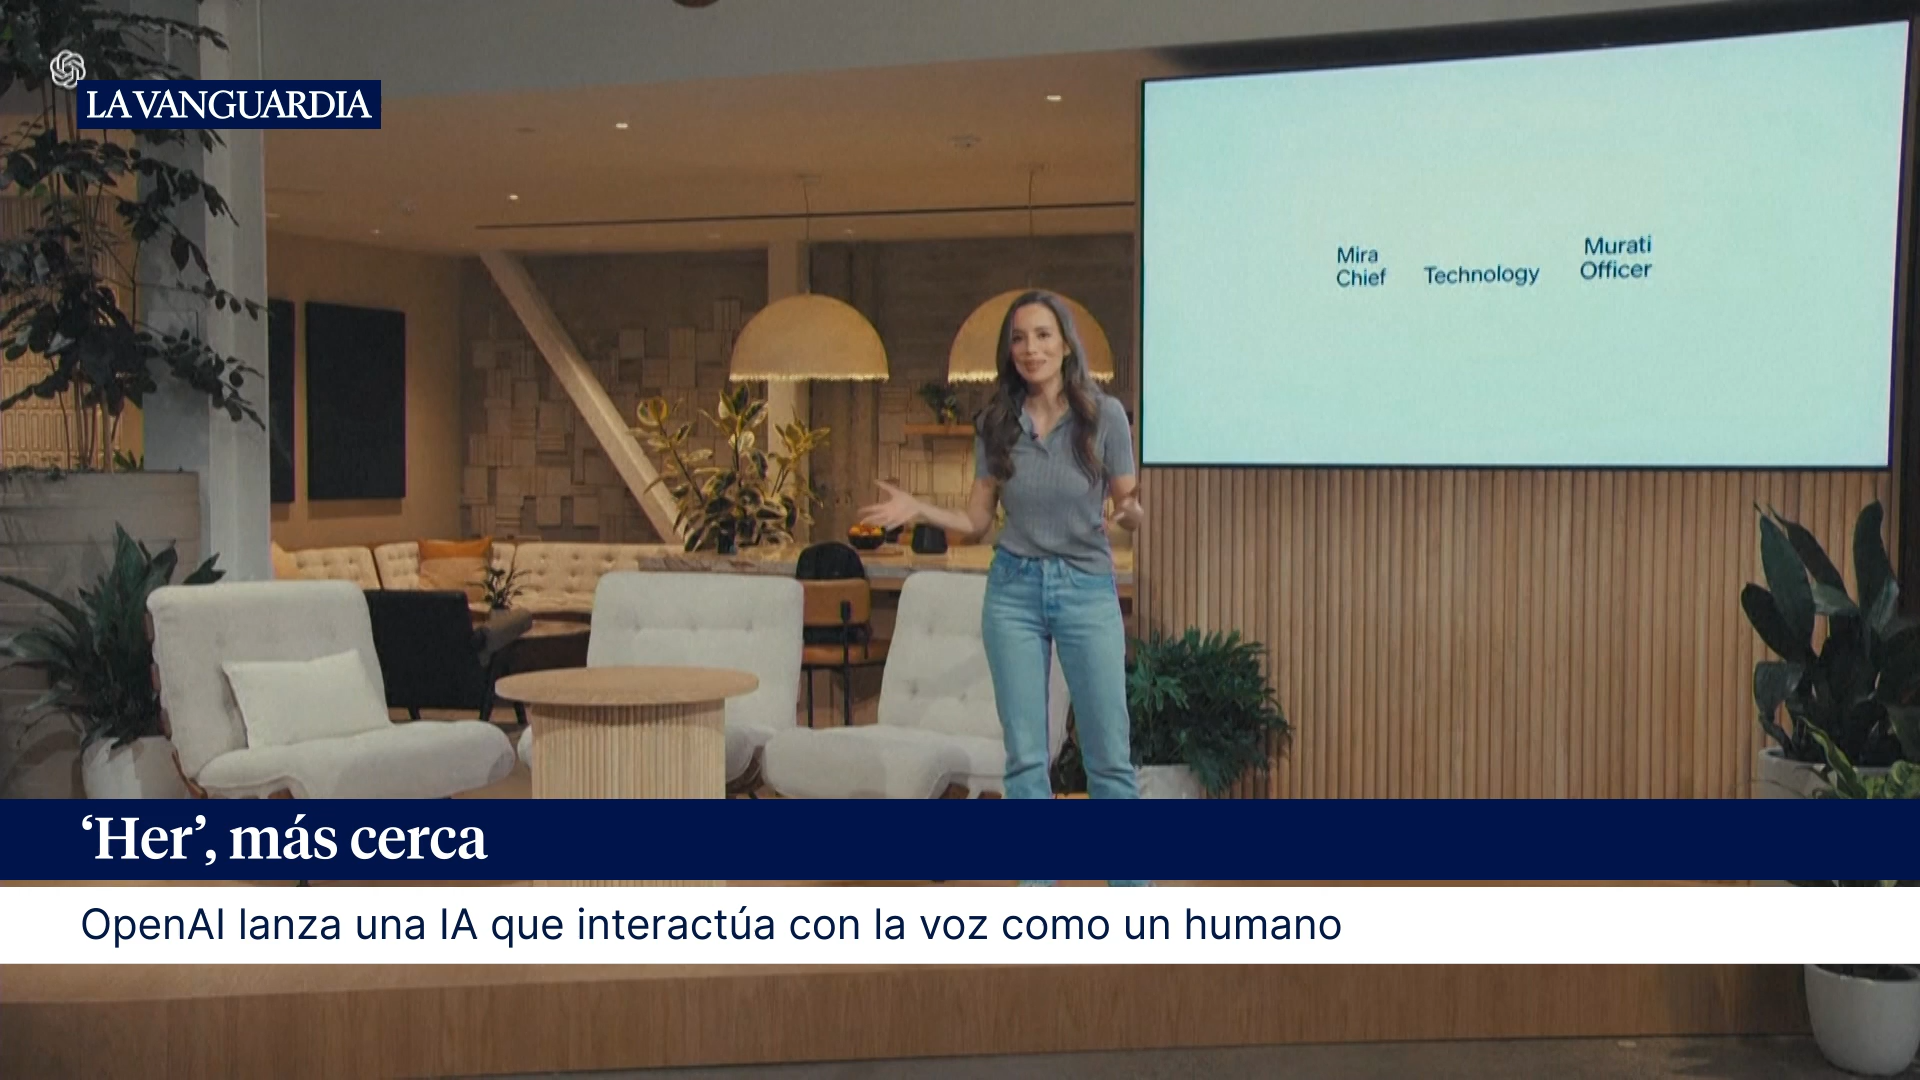 LA VANGUARDIA
Mira Murati
Chief Technology Officer
‘Her’, más cerca
OpenAI lanza una IA que interactúa con la voz como un humano